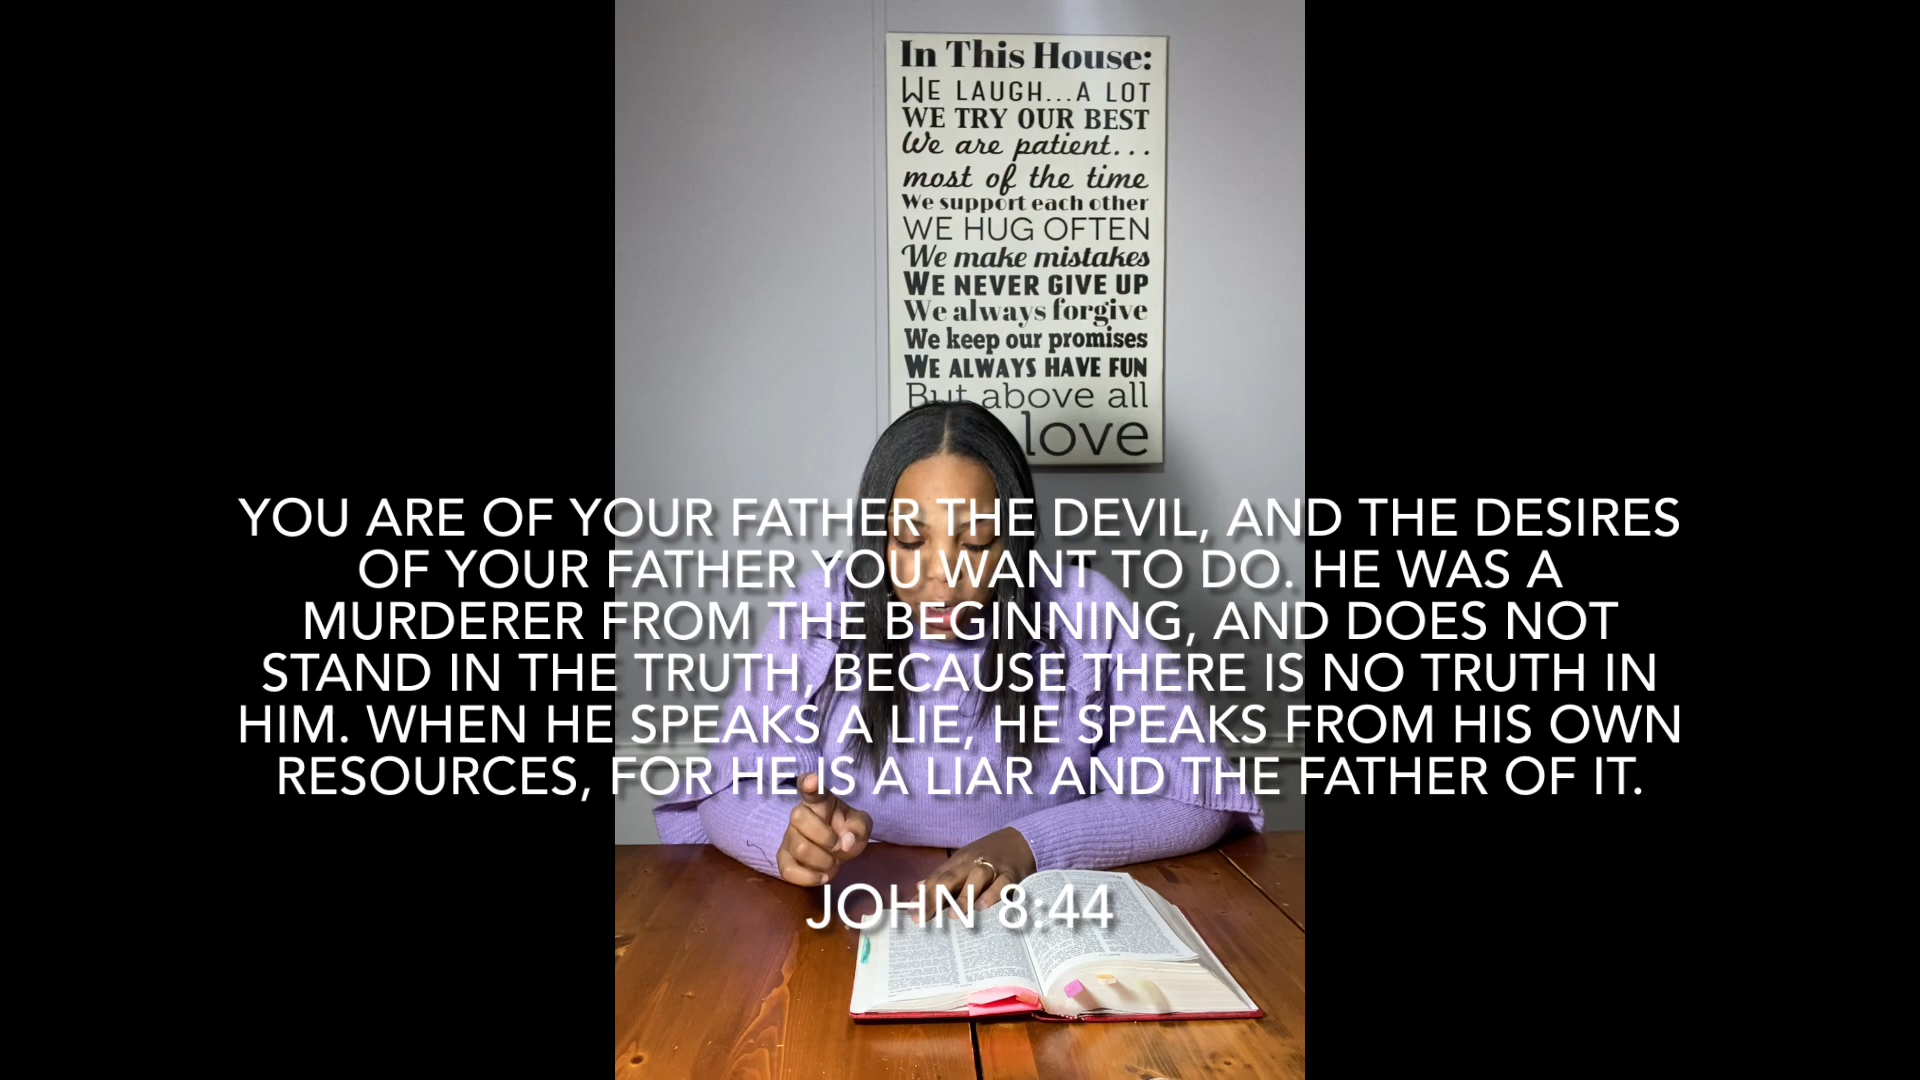 In This House:
WE LAUGH...A LOT
WE TRY OUR BEST
We are patient...
most of the time
We support each other
WE HUG OFTEN
We make mistakes
WE NEVER GIVE UP
We always forgive
We keep our promises
WE ALWAYS HAVE FUN
But above all
love
YOU ARE OF YOUR FATHER THE DEVIL, AND THE DESIRES
OF YOUR FATHER YOU WANT TO DO. HE WAS A
MURDERER FROM THE BEGINNING, AND DOES NOT
STAND IN THE TRUTH, BECAUSE THERE IS NO TRUTH IN
HIM. WHEN HE SPEAKS A LIE, HE SPEAKS FROM HIS OWN
RESOURCES, FOR HE IS A LIAR AND THE FATHER OF IT.
JOHN 8:44